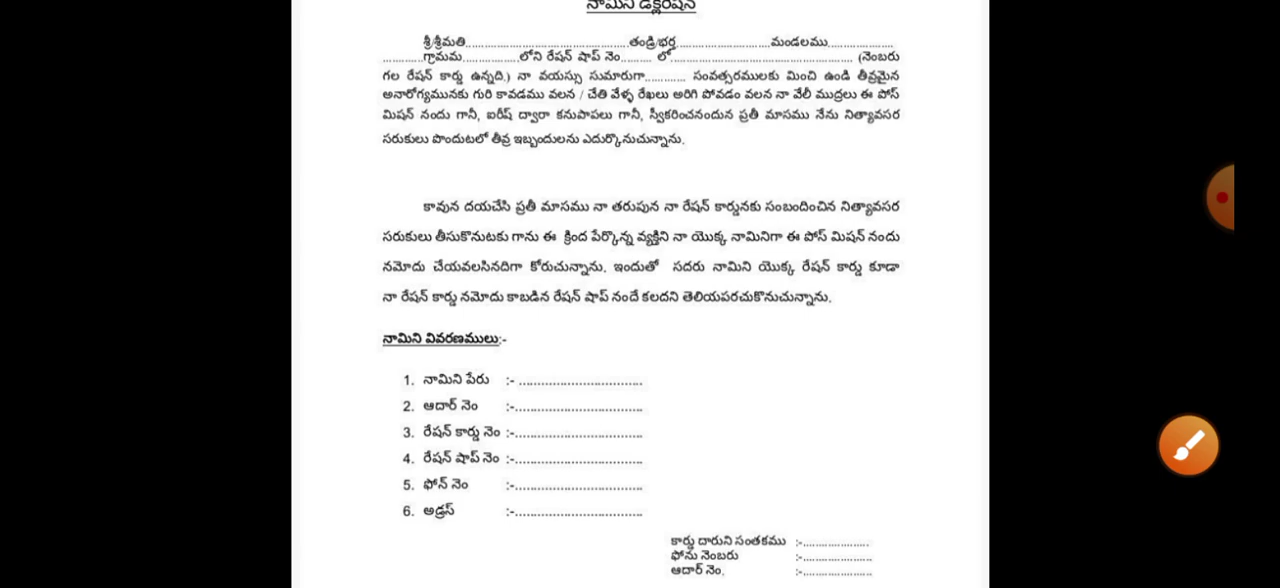 నామిని డిక్లరేషన్
శ్రీ/శ్రీమతి......................................................తండ్రి/భర్త..............................మండలము.....................
.............గ్రామమ..................లోని రేషన్ షాప్ నెం.......... లో.......................................................... (నెంబరు
గల రేషన్ కార్డు ఉన్నది.) నా వయస్సు సుమారుగా............. సంవత్సరములకు మించి ఉండి తీవ్రమైన
అనారోగ్యమునకు గురి కావడము వలన / చేతి వేళ్ళ రేఖలు అరిగి పోవడం వలన నా వేలీ ముద్రలు ఈ పోస్
మిషన్ నందు గానీ, ఐరీష్ ద్వారా కనుపాపలు గానీ, స్వీకరించనందున ప్రతీ మాసము నేను నిత్యావసర
సరుకులు పొందుటలో తీవ్ర ఇబ్బందులను ఎదుర్కొనుచున్నాను.
కావున దయచేసి ప్రతీ మాసము నా తరుపున నా రేషన్ కార్డునకు సంబందించిన నిత్యావసర
సరుకులు తీసుకొనుటకు గాను ఈ క్రింద పేర్కొన్న వ్యక్తిని నా యొక్క నామినిగా ఈ పోస్ మిషన్ నందు
నమోదు చేయవలసినదిగా కోరుచున్నాను. ఇందుతో సదరు నామిని యొక్క రేషన్ కార్డు కూడా
నా రేషన్ కార్డు నమోదు కాబడిన రేషన్ షాప్ నందే కలదని తెలియపరచుకొనుచున్నాను.
నామిని వివరణములు:-
1. నామిని పేరు :- .................................
2. ఆదార్ నెం :-..................................
3. రేషన్ కార్డు నెం :-..................................
4. రేషన్ షాప్ నెం :-..................................
5. ఫోన్ నెం :-..................................
6. అడ్రస్ :-..................................
కార్డు దారుని సంతకము :-.....................
ఫోను నెంబరు :-......................
ఆదార్ నెం. :-......................